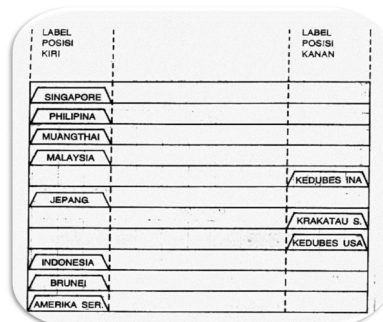 LABEL
POSISI
KIRI
LABEL
POSISI
KANAN
SINGAPORE
PHILIPINA
MUANGTHAI
MALAYSIA
KEDUBES INA
JEPANG
KRAKATAU S.
KEDUBES USA
INDONESIA
BRUNEI
AMERIKA SER.